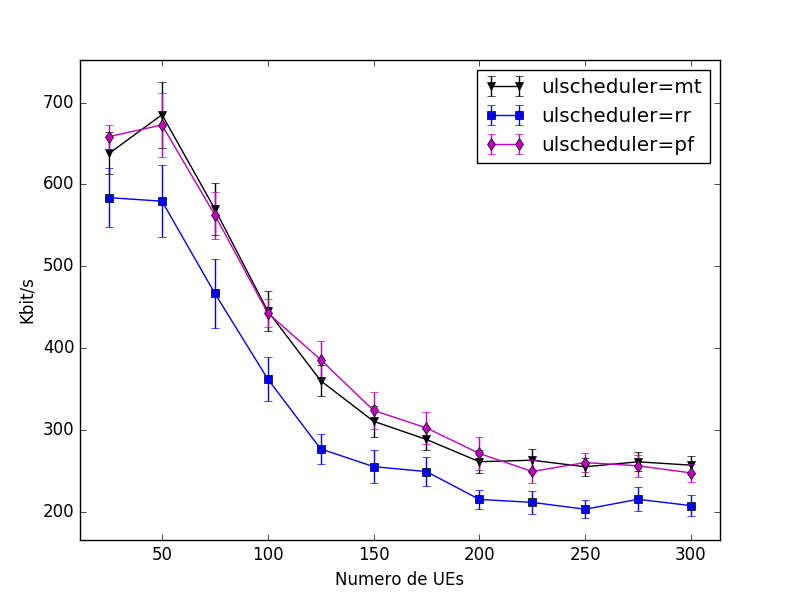 ulscheduler=mt
ulscheduler=rr
ulscheduler=pf
700
600
500
400
300
200
Kbit/s
50 100 150 200 250 300
Numero de UEs